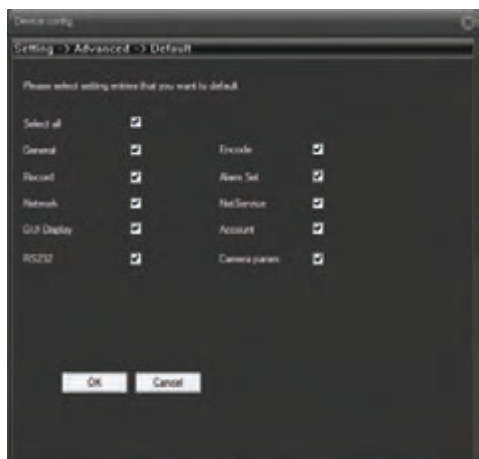 Device config
Setting -> Advanced -> Default
Please select setting entries that you want to default.
Select all
General Encode
Record Alarm Set
Network NetService
GUI Display Account
RS232 Camera param
OK Cancel